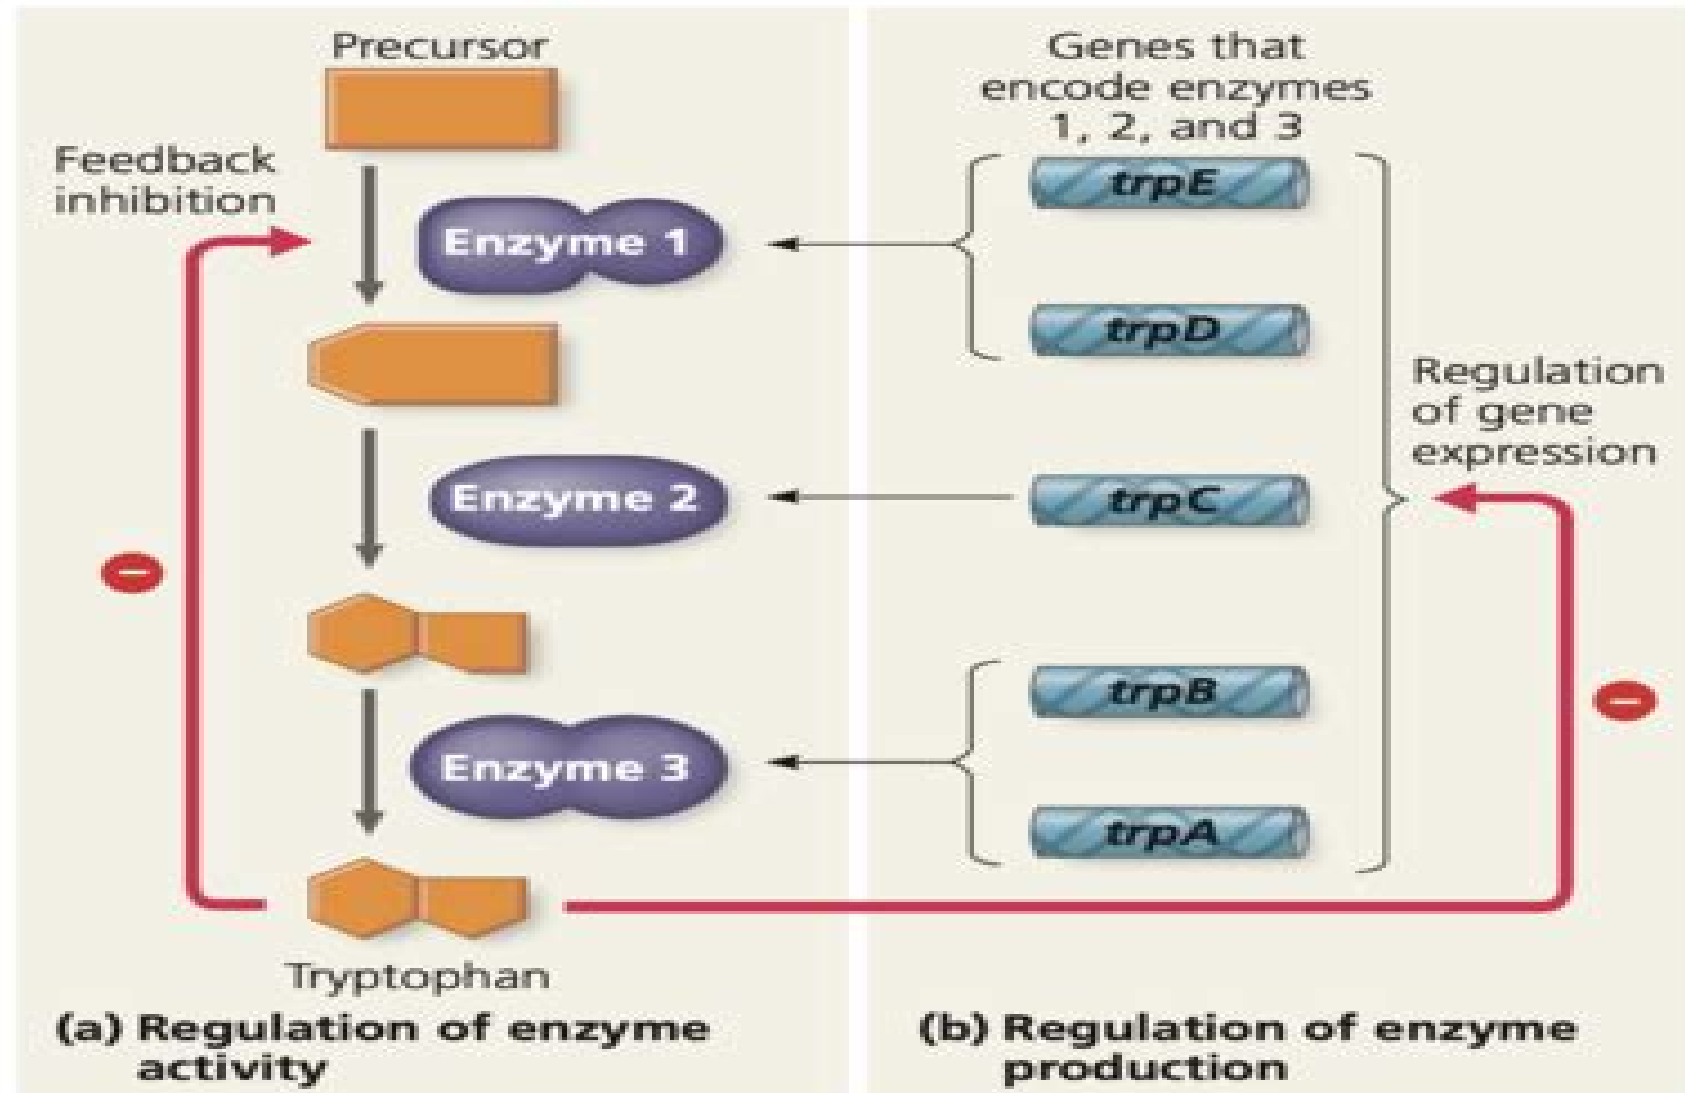 Precursor
Feedback
inhibition
Enzyme 1
Enzyme 2
Enzyme 3
Tryptophan
(a) Regulation of enzyme
activity
Genes that
encode enzymes
1, 2, and 3
trpE
trpD
trpC
trpB
trpA
Regulation
of gene
expression
(b) Regulation of enzyme
production